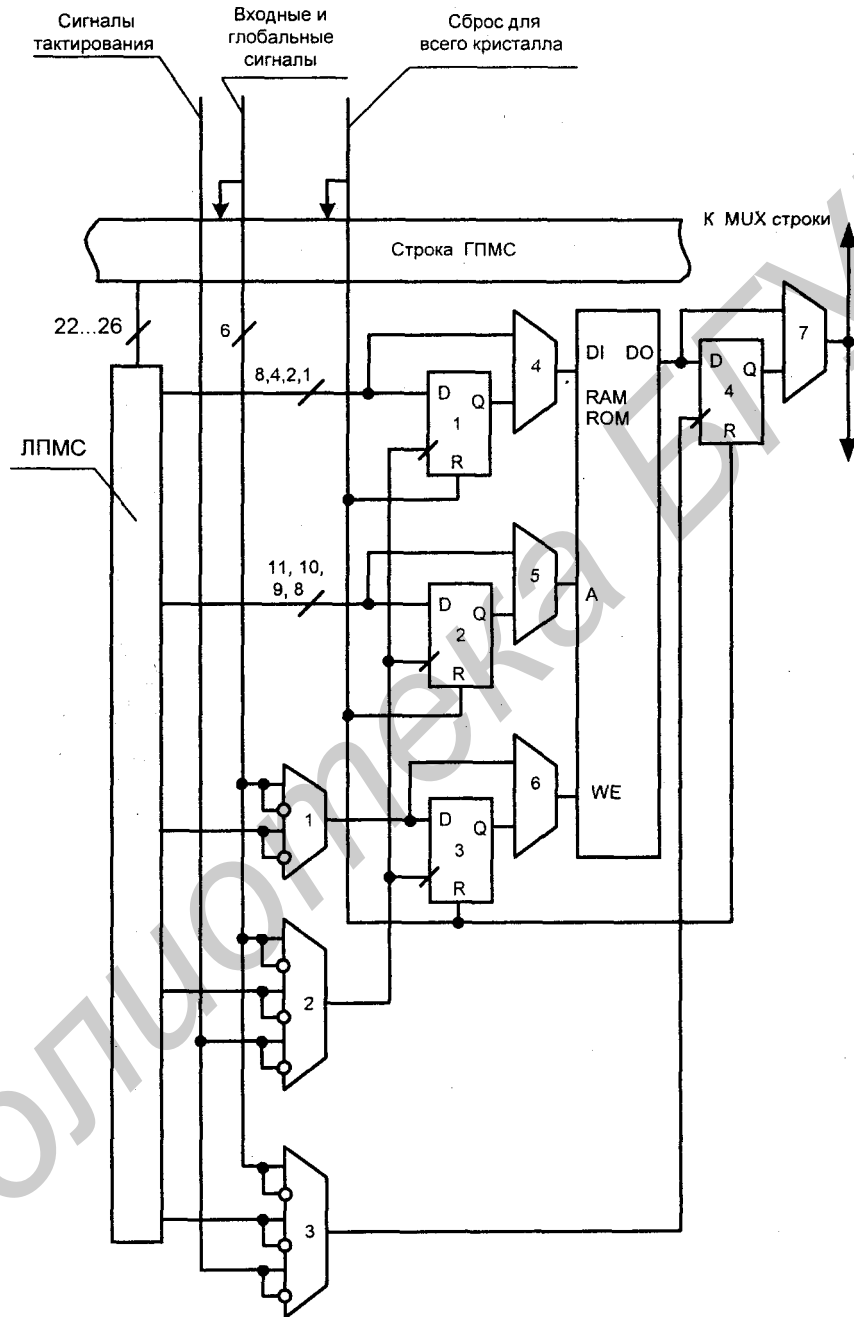 Сигналы
тактирования
Входные и
глобальные
сигналы
Сброс для
всего кристалла
К MUX строки
Строка ГПМС
22...26
6
8,4,2,1
ЛПМС
D
Q
1
R
4
DI
DO
RAM
ROM
D
Q
4
R
7
11, 10,
9, 8
D
Q
2
R
5
A
1
D
Q
3
R
6
WE
2
3
олиотека БГУ